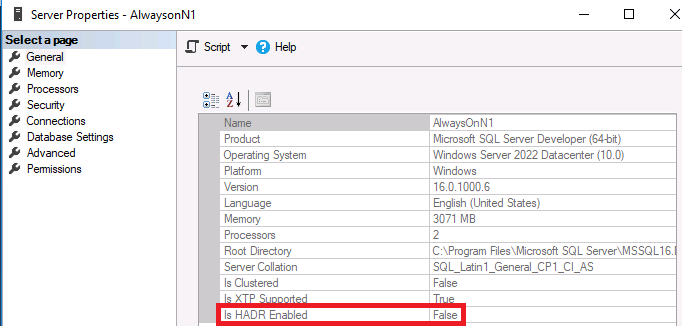 Server Properties - AlwaysonN1
Select a page
General
Memory
Processors
Security
Connections
Database Settings
Advanced
Permissions
Script
Help
Name AlwaysOnN1
Product Microsoft SQL Server Developer (64-bit)
Operating System Windows Server 2022 Datacenter (10.0)
Platform Windows
Version 16.0.1000.6
Language English (United States)
Memory 3071 MB
Processors 2
Root Directory C:\Program Files\Microsoft SQL Server\MSSQL16.
Server Collation SQL_Latin1_General_CP1_CI_AS
Is Clustered False
Is XTP Supported True
Is HADR Enabled False